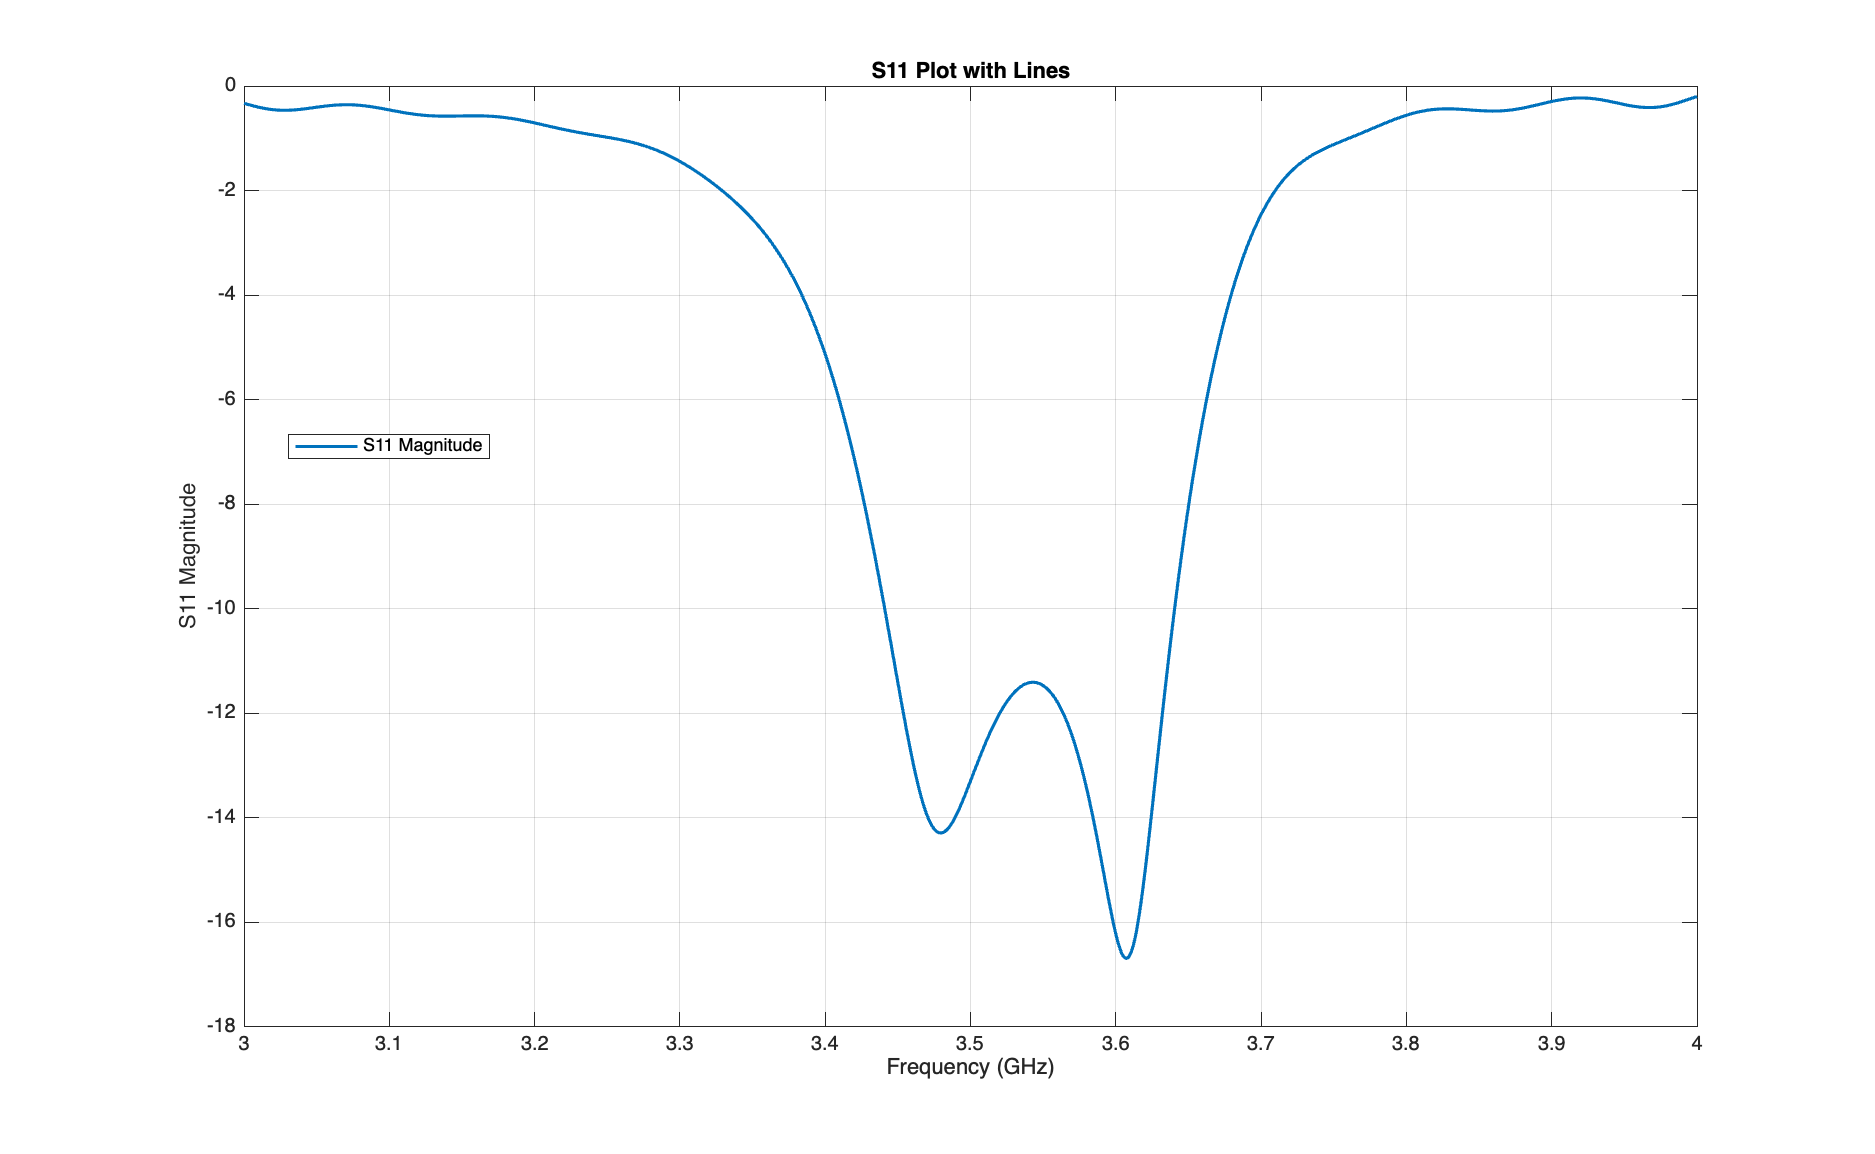 S11 Plot with Lines
0
-2
-4
-6
-8
-10
-12
-14
-16
-18
S11 Magnitude
S11 Magnitude
3 3.1 3.2 3.3 3.4 3.5 3.6 3.7 3.8 3.9 4
Frequency (GHz)